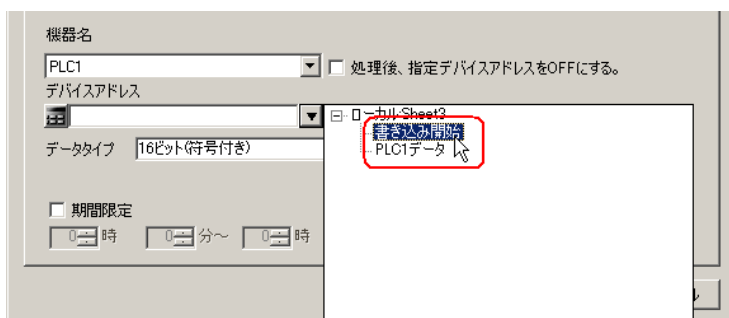 機器名
PLC1
処理後、指定デバイスアドレスをOFFにする。
デバイスアドレス
ローカル:Sheet3
書き込み開始
PLC1データ
データタイプ
16ビット(符号付き)
期間限定
0 時 0 分～ 0 時
ル